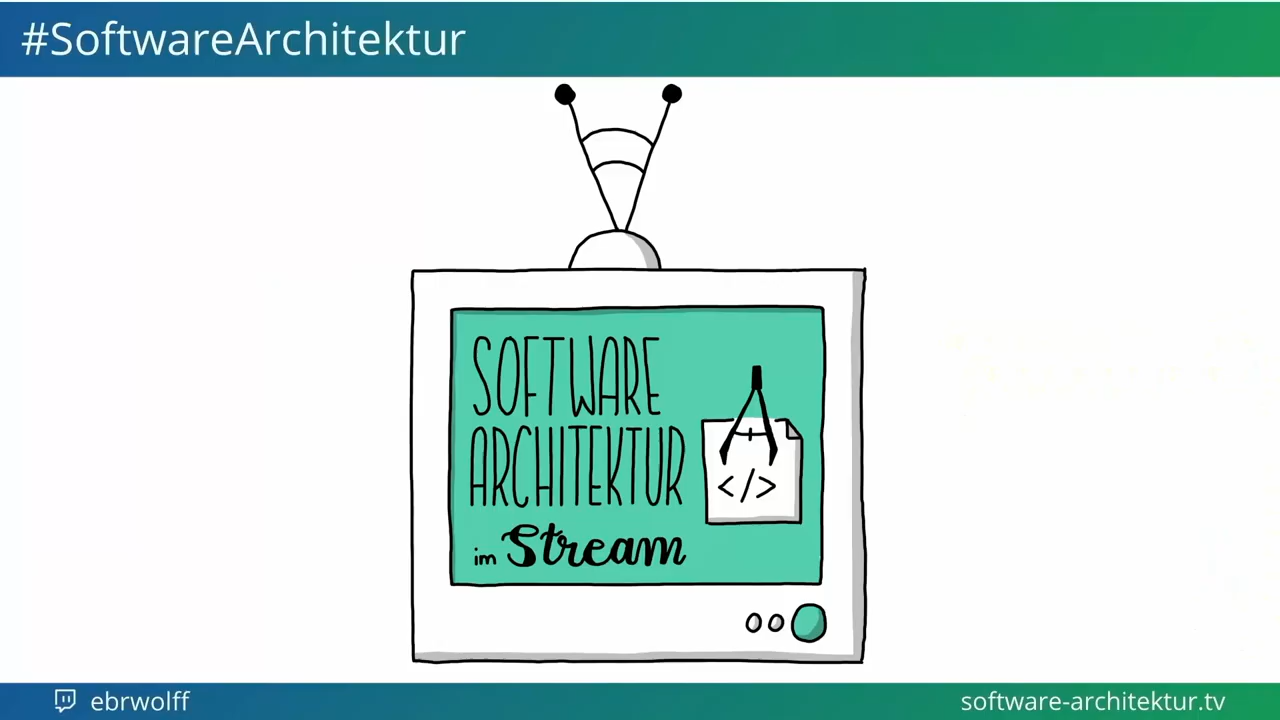 #SoftwareArchitektur
SOFTWARE
ARCHITEKTUR
im Stream
</>
ebrwolff
software-architektur.tv